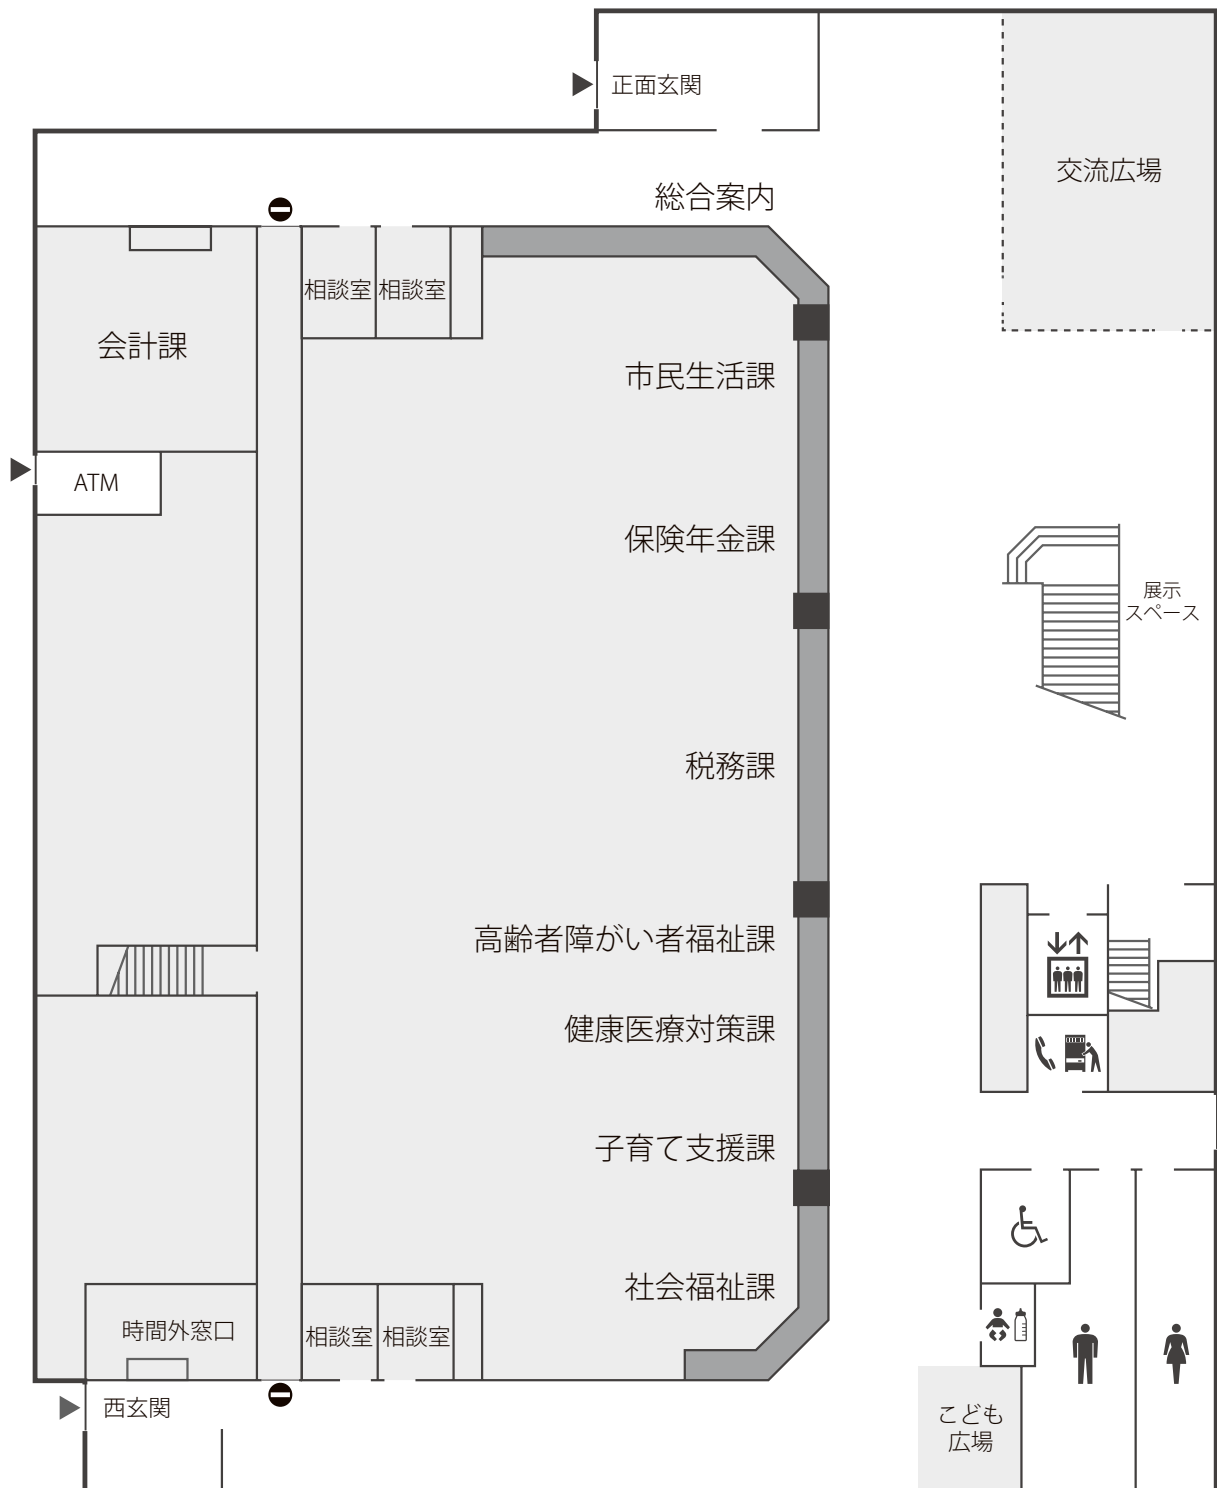 正面玄関
交流広場
総合案内
相談室
相談室
会計課
市民生活課
ATM
保険年金課
展示
スペース
税務課
高齢者障がい者福祉課
健康医療対策課
子育て支援課
社会福祉課
時間外窓口
相談室
相談室
西玄関
こども
広場